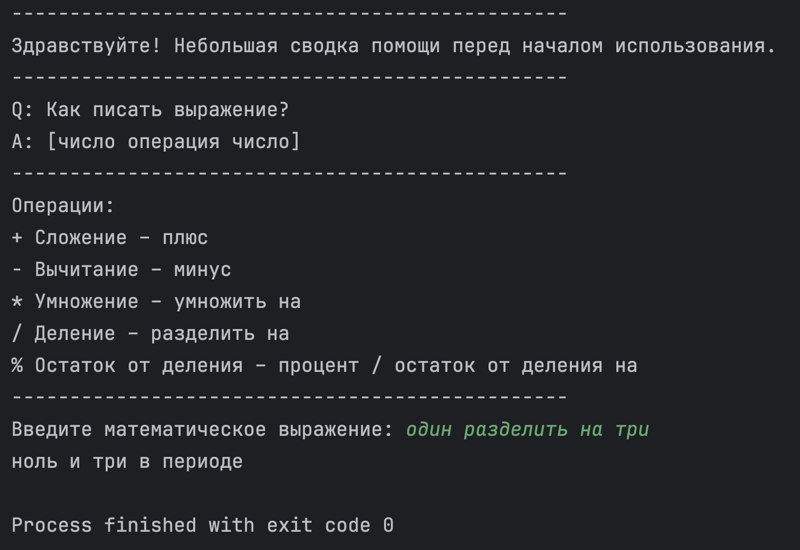 ------------------------------------------------
Здравствуйте! Небольшая сводка помощи перед началом использования.
------------------------------------------------
Q: Как писать выражение?
A: [число операция число]
------------------------------------------------
Операции:
+ Сложение - плюс
- Вычитание - минус
* Умножение - умножить на
/ Деление - разделить на
% Остаток от деления - процент / остаток от деления на
------------------------------------------------
Введите математическое выражение: один разделить на три
ноль и три в периоде
Process finished with exit code 0